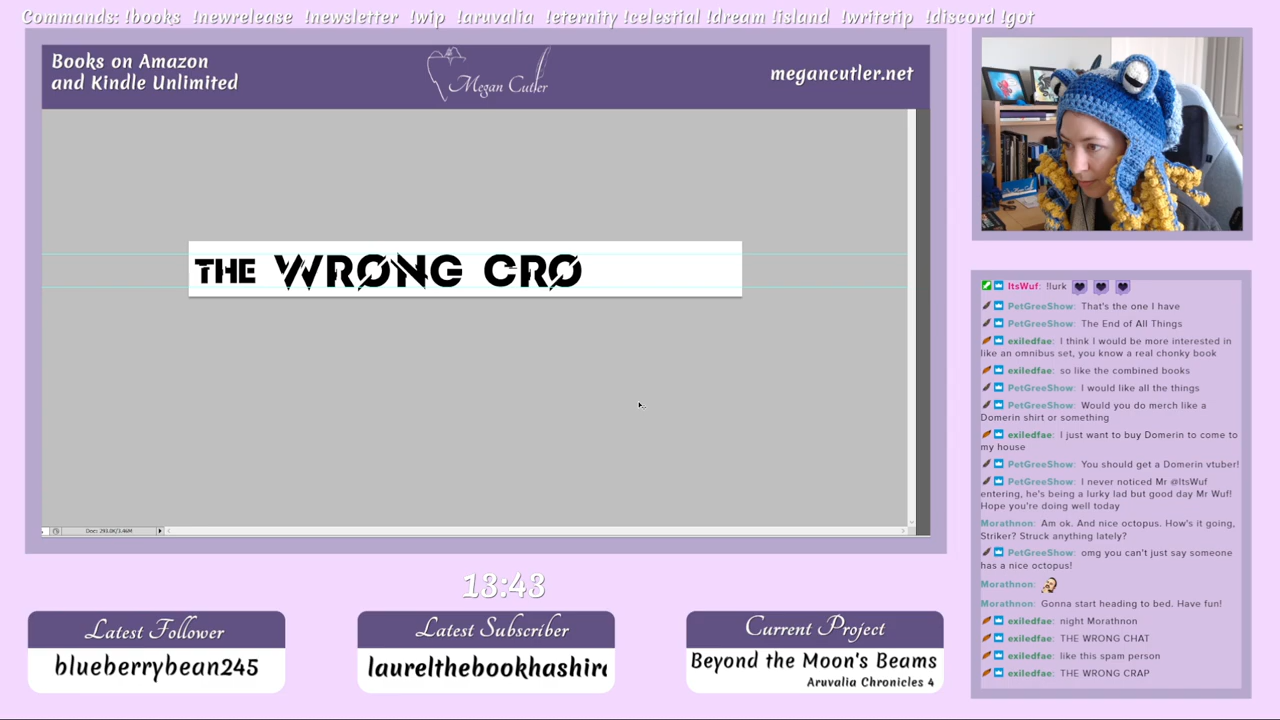 Commands: !books !newrelease !newsletter !wip !aruvalia !eternity !celestial !dream !island !writetip !discord !got
Books on Amazon
and Kindle Unlimited
Megan Cutler
megancutler.net
THE WRONG CRO
Doc: 293.0K/3.46M
13:43
Latest Follower
blueberrybean245
Latest Subscriber
laurelthebookhashira
Current Project
Beyond the Moon's Beams
Aruvalia Chronicles 4
ItsWuf: !lurk
PetGreeShow: That's the one I have
PetGreeShow: The End of All Things
exiledfae: I think I would be more interested in
like an omnibus set, you know a real chonky book
exiledfae: so like the combined books
PetGreeShow: I would like all the things
PetGreeShow: Would you do merch like a
Domerin shirt or something
exiledfae: I just want to buy Domerin to come to
my house
PetGreeShow: You should get a Domerin vtuber!
PetGreeShow: I never noticed Mr @ItsWuf
entering, he's being a lurky lad but good day Mr Wuf!
Hope you're doing well today
Morathnon: Am ok. And nice octopus. How's it going,
Striker? Struck anything lately?
PetGreeShow: omg you can't just say someone
has a nice octopus!
Morathnon:
Morathnon: Gonna start heading to bed. Have fun!
exiledfae: night Morathnon
exiledfae: THE WRONG CHAT
exiledfae: like this spam person
exiledfae: THE WRONG CRAP